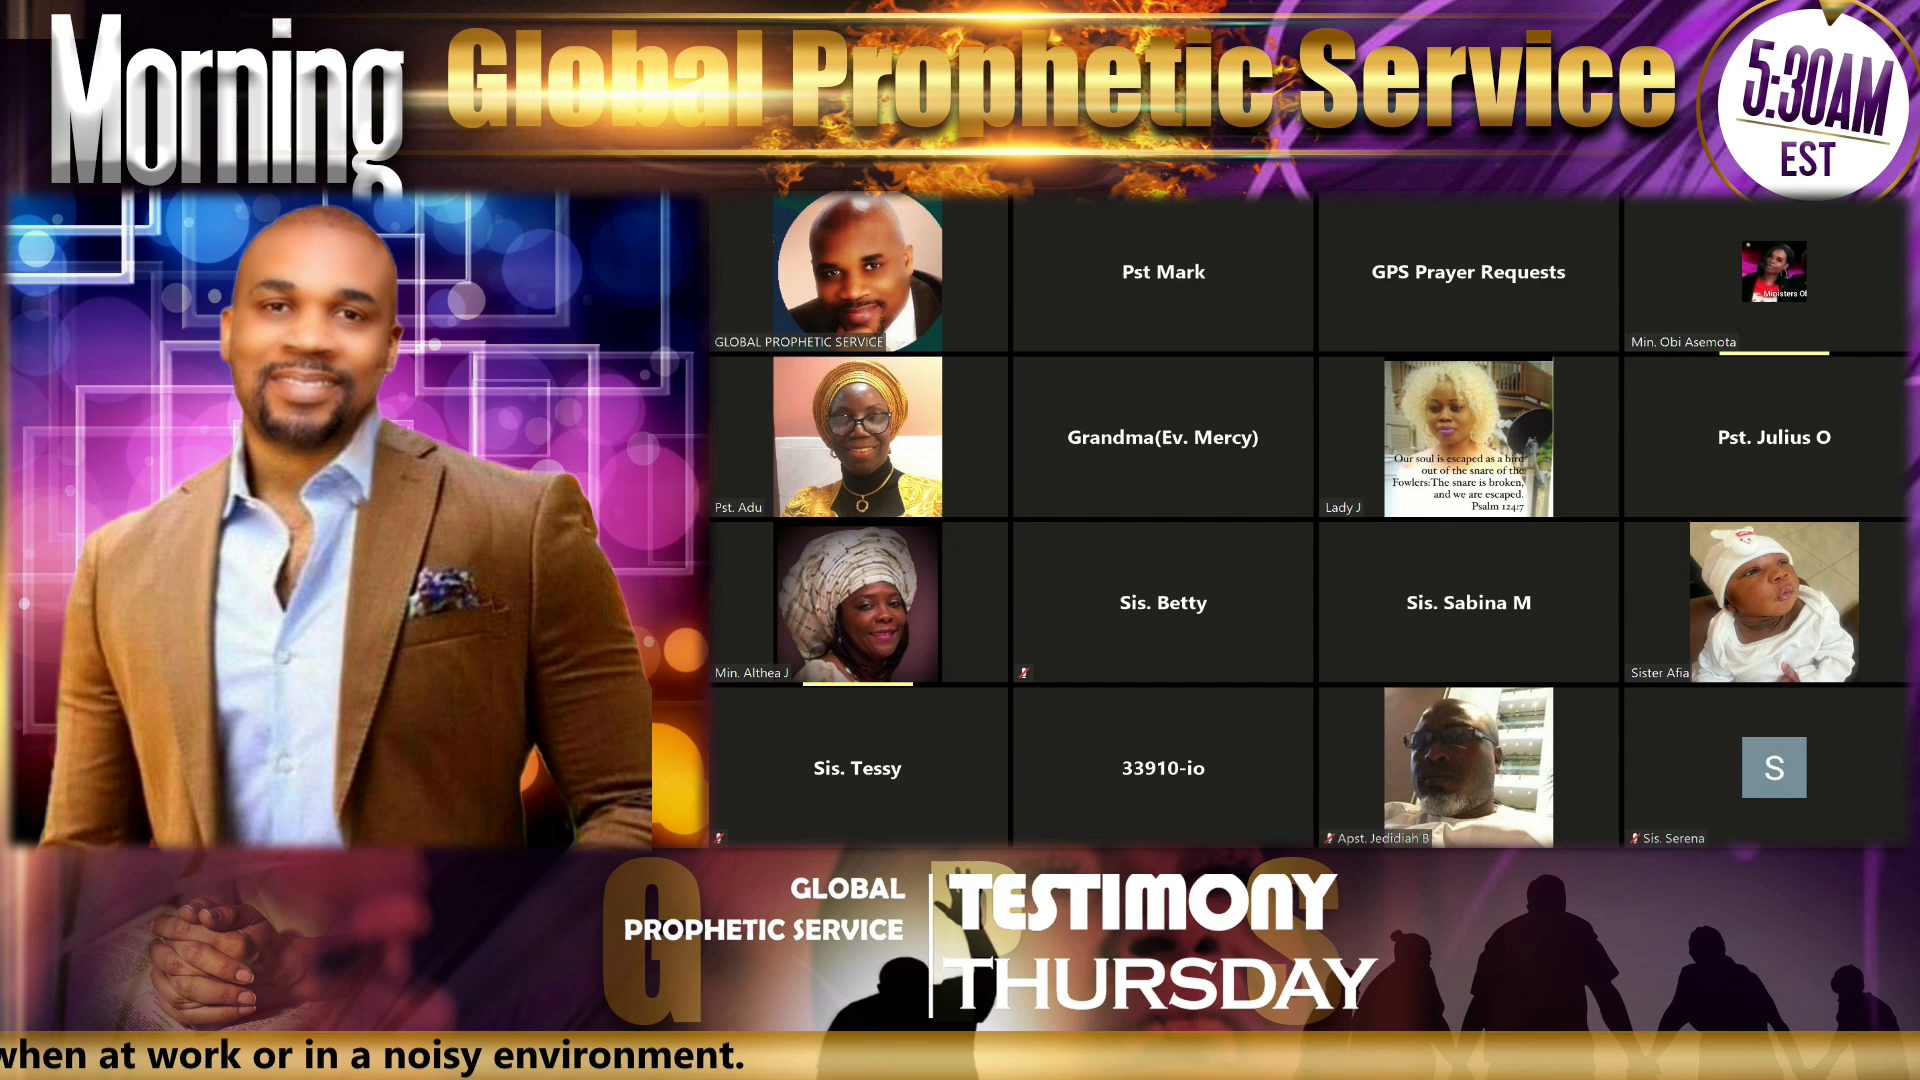 Morning
Global Prophetic Service
5:30AM
EST
GLOBAL PROPHETIC SERVICE
Pst Mark
GPS Prayer Requests
Ministers Of
Min. Obi Asemota
Pst. Adu
Grandma(Ev. Mercy)
Our soul is escaped as a bird
out of the snare of the
Fowlers:The snare is broken,
and we are escaped.
Psalm 124:7
Lady J
Pst. Julius O
Min. Althea J
Sis. Betty
Sis. Sabina M
Sister Afia
Sis. Tessy
33910-io
Apst. Jedidiah B
S
Sis. Serena
G P S
GLOBAL
PROPHETIC SERVICE
TESTIMONY
THURSDAY
when at work or in a noisy environment.